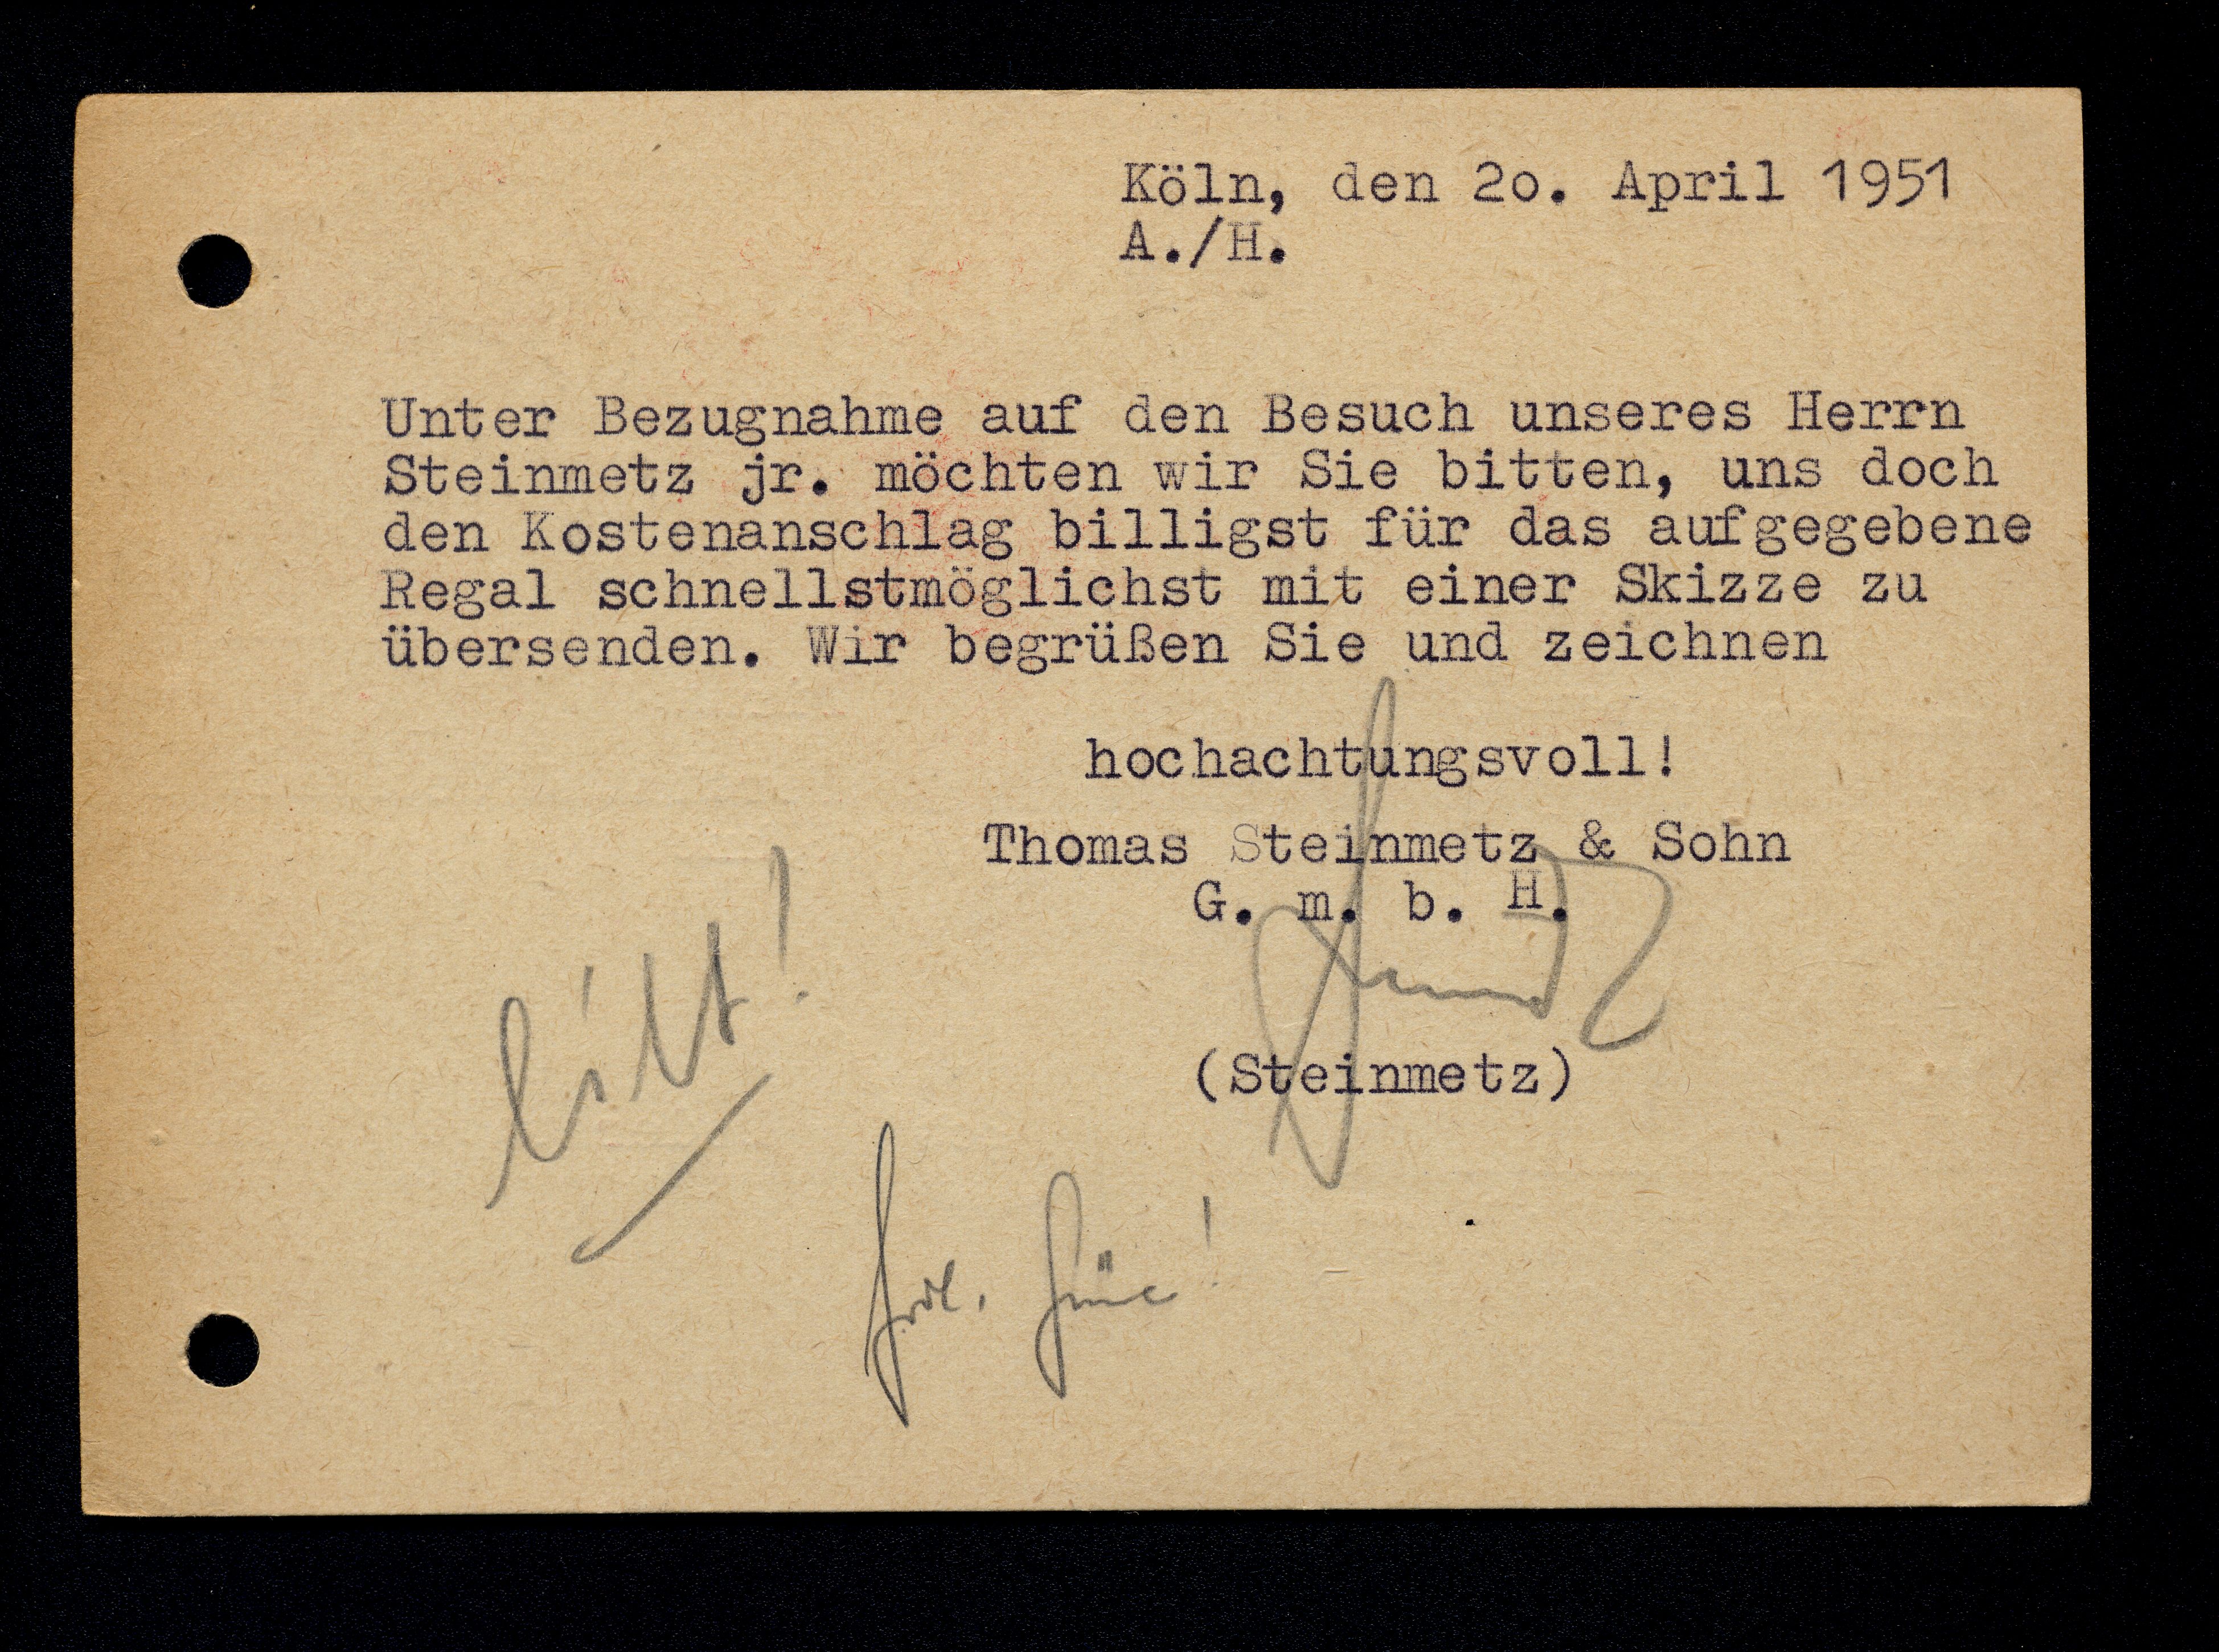 Köln, den 2o. April 1951
A./H.
Unter Bezugnahme auf den Besuch unseres Herrn
Steinmetz jr. möchten wir Sie bitten, uns doch
den Kostenanschlag billigst für das aufgegebene
Regal schnellstmöglichst mit einer Skizze zu
übersenden. Wir begrüßen Sie und zeichnen
hochachtungsvoll!
Thomas Steinmetz & Sohn
G. m. b. H.
(Steinmetz)
Eilt!